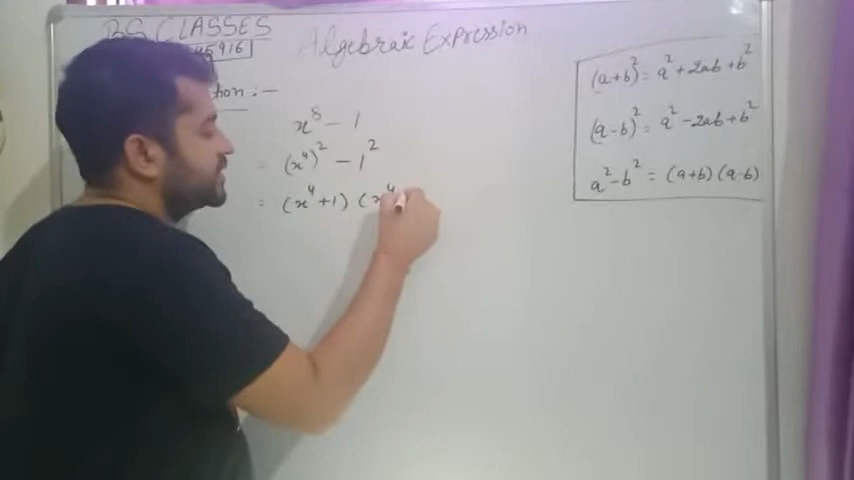 BS CLASSES
Algebraic Expression
x⁸ - 1
= (x⁴)² - 1²
= (x⁴+1) (x⁴
(a+b)² = a² + 2ab + b²
(a-b)² = a² - 2ab + b²
a² - b² = (a+b) (a-b)